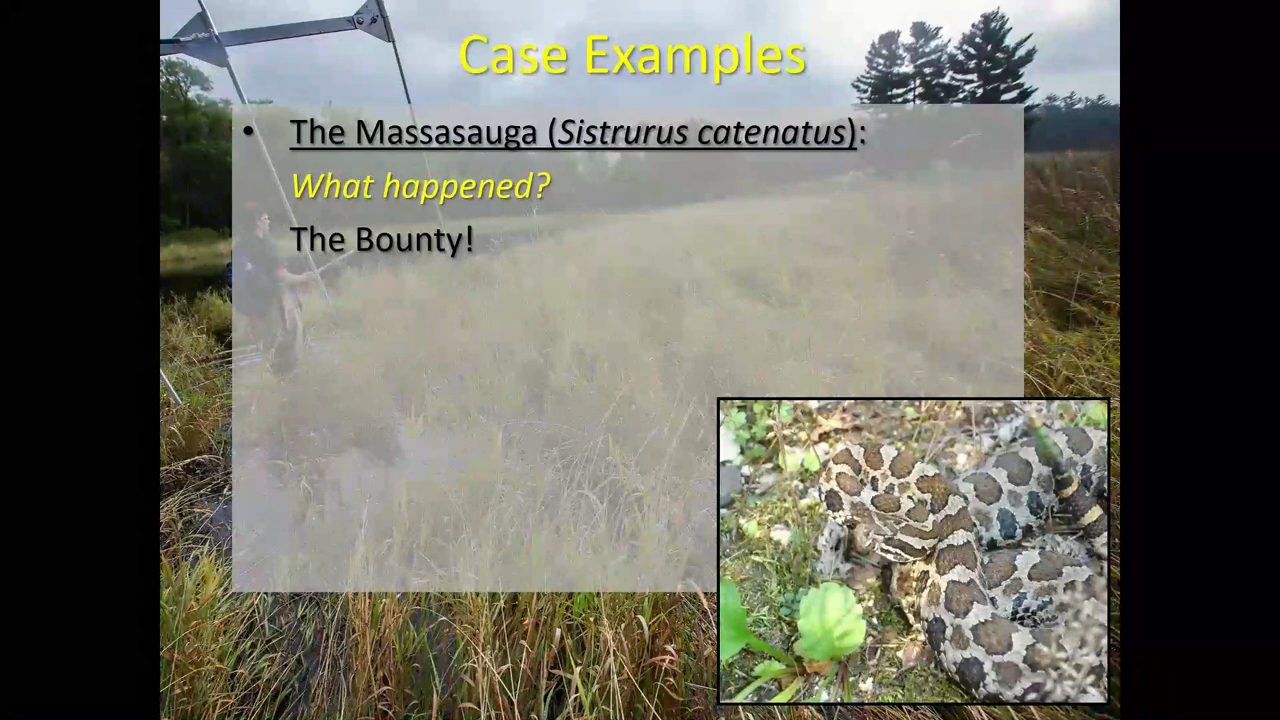 Case Examples
• The Massasauga (Sistrurus catenatus):
What happened?
The Bounty!